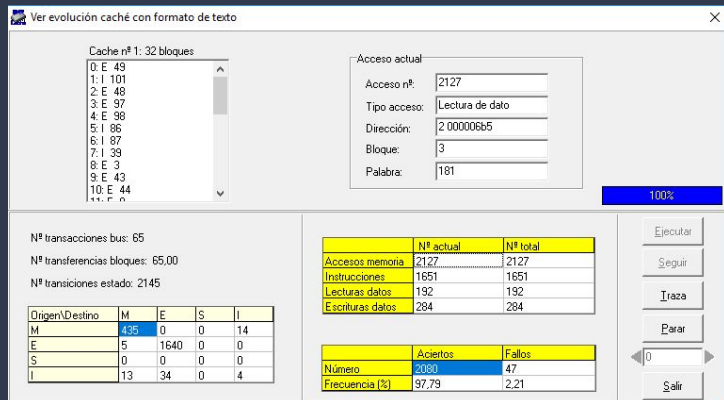 Ver evolución caché con formato de texto
Cache nº 1: 32 bloques
0: E 49
1: I 101
2: E 48
3: E 97
4: E 98
5: I 86
6: I 87
7: I 39
8: E 3
9: E 43
10: E 44
Acceso actual
Acceso nº: 2127
Tipo acceso: Lectura de dato
Dirección: 2 000006b5
Bloque: 3
Palabra: 181
100%
Nº transacciones bus: 65
Nº transferencias bloques: 65,00
Nº transiciones estado: 2145
Origen\Destino M E S I
M 435 0 0 14
E 5 1640 0 0
S 0 0 0 0
I 13 34 0 4
Nº actual Nº total
Accesos memoria 2127 2127
Instrucciones 1651 1651
Lecturas datos 192 192
Escrituras datos 284 284
Aciertos Fallos
Número 2080 47
Frecuencia (%) 97,79 2,21
Ejecutar
Seguir
Traza
Parar
0
Salir